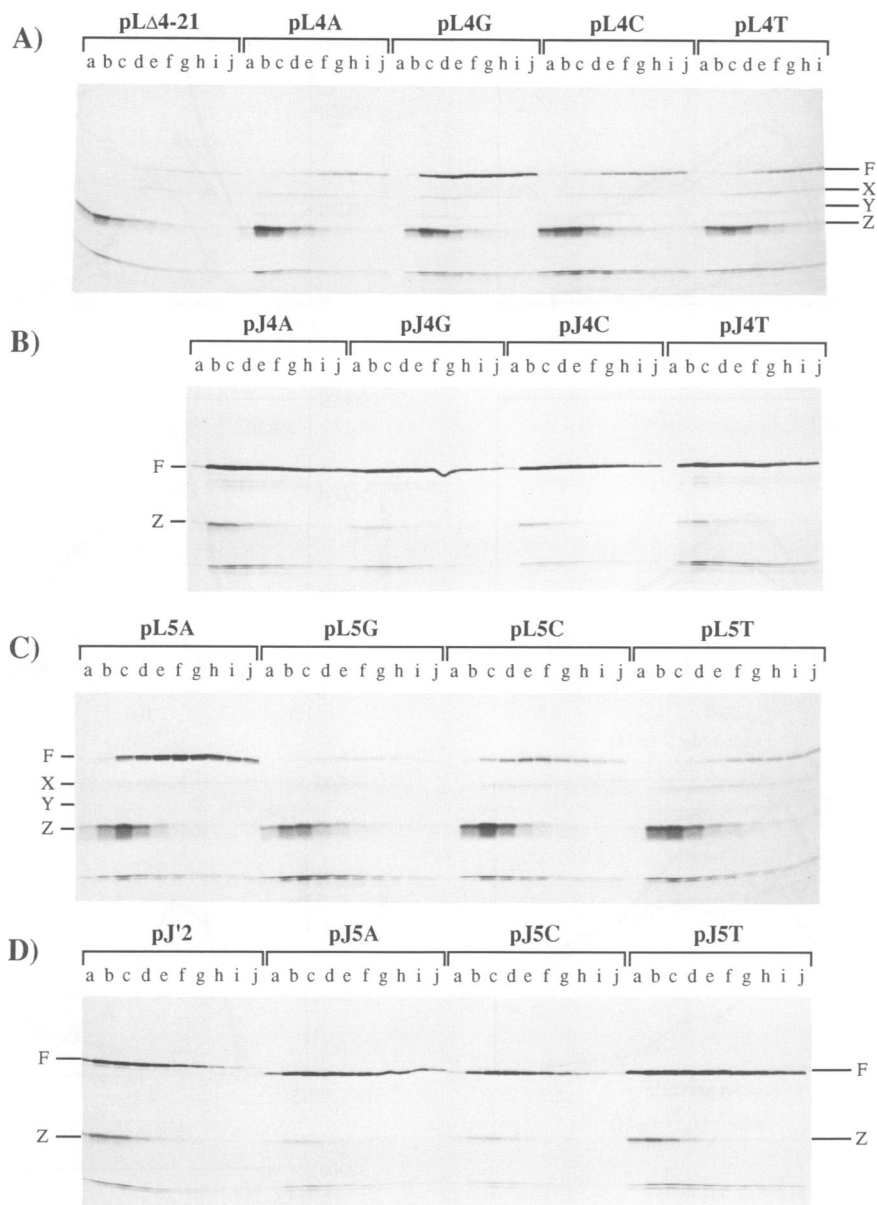 A)
pLΔ4-21 pL4A pL4G pL4C pL4T
a b c d e f g h i j a b c d e f g h i j a b c d e f g h i j a b c d e f g h i j a b c d e f g h i
F
X
Y
Z
B)
pJ4A pJ4G pJ4C pJ4T
a b c d e f g h i j a b c d e f g h i j a b c d e f g h i j a b c d e f g h i j
F
Z
C)
pL5A pL5G pL5C pL5T
a b c d e f g h i j a b c d e f g h i j a b c d e f g h i j a b c d e f g h i j
F
X
Y
Z
D)
pJ'2 pJ5A pJ5C pJ5T
a b c d e f g h i j a b c d e f g h i j a b c d e f g h i j a b c d e f g h i j
F F
Z Z